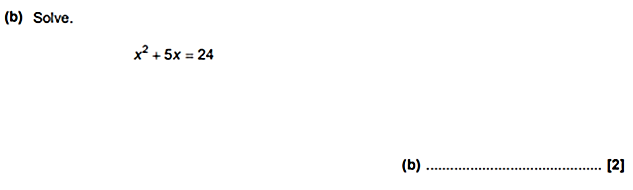 (b) Solve.
x² + 5x = 24
(b) ............................................ [2]